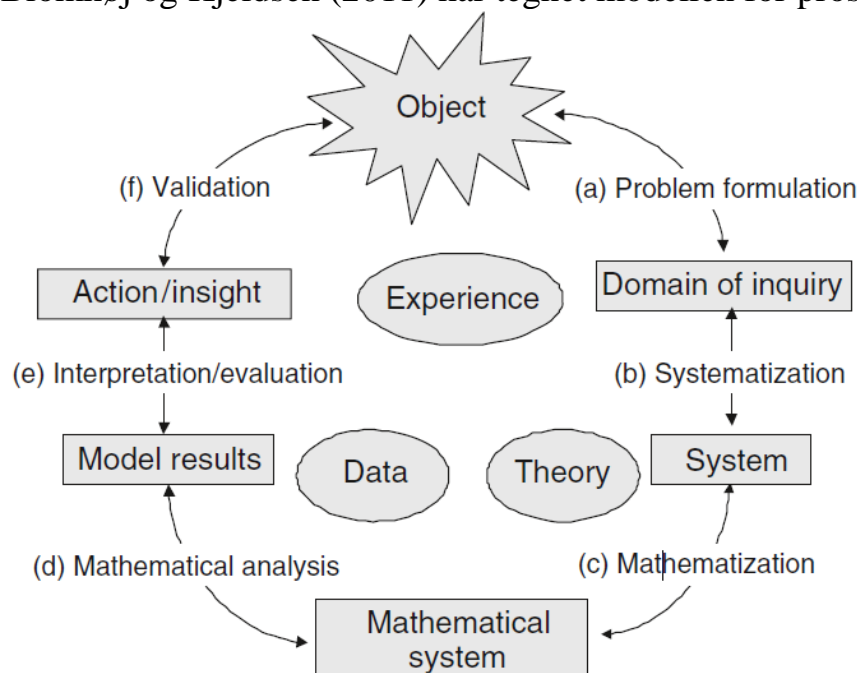 Blomhøj og Kjeldsen (2011) har tegnet modellen for
Object
(f) Validation
(a) Problem formulation
Action/insight
Experience
Domain of inquiry
(e) Interpretation/evaluation
(b) Systematization
Model results
Data
Theory
System
(d) Mathematical analysis
(c) Mathematization
Mathematical
system